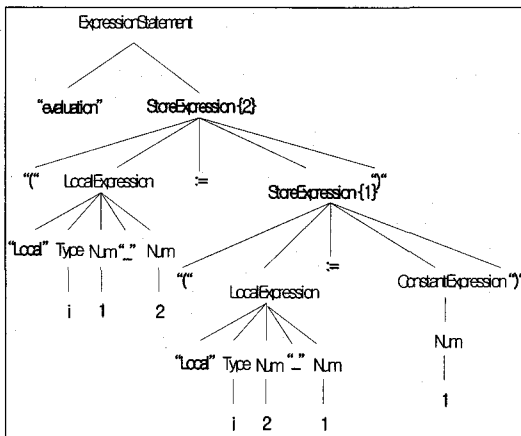 ExpressionStatement
“evaluation” StoreExpression{2}
“(“ LocalExpression := StoreExpression{1} “)“
“Local“ Type Num “_” Num “(“ LocalExpression := ConstantExpression “)“
i 1 2 “Local“ Type Num “_” Num Num
i 2 1 1